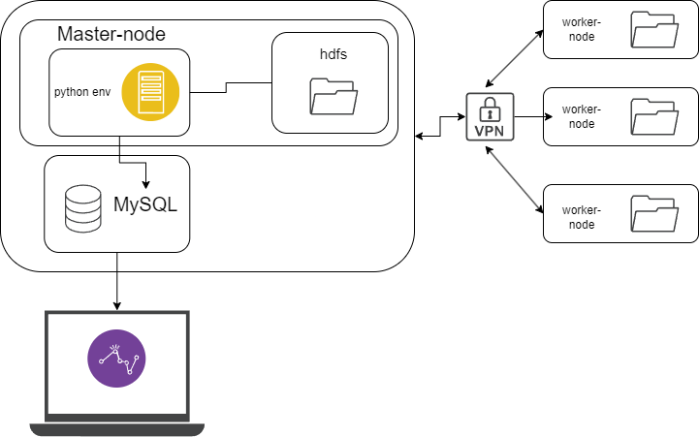 Master-node
python env
hdfs
MySQL
VPN
worker-
node
worker-
node
worker-
node